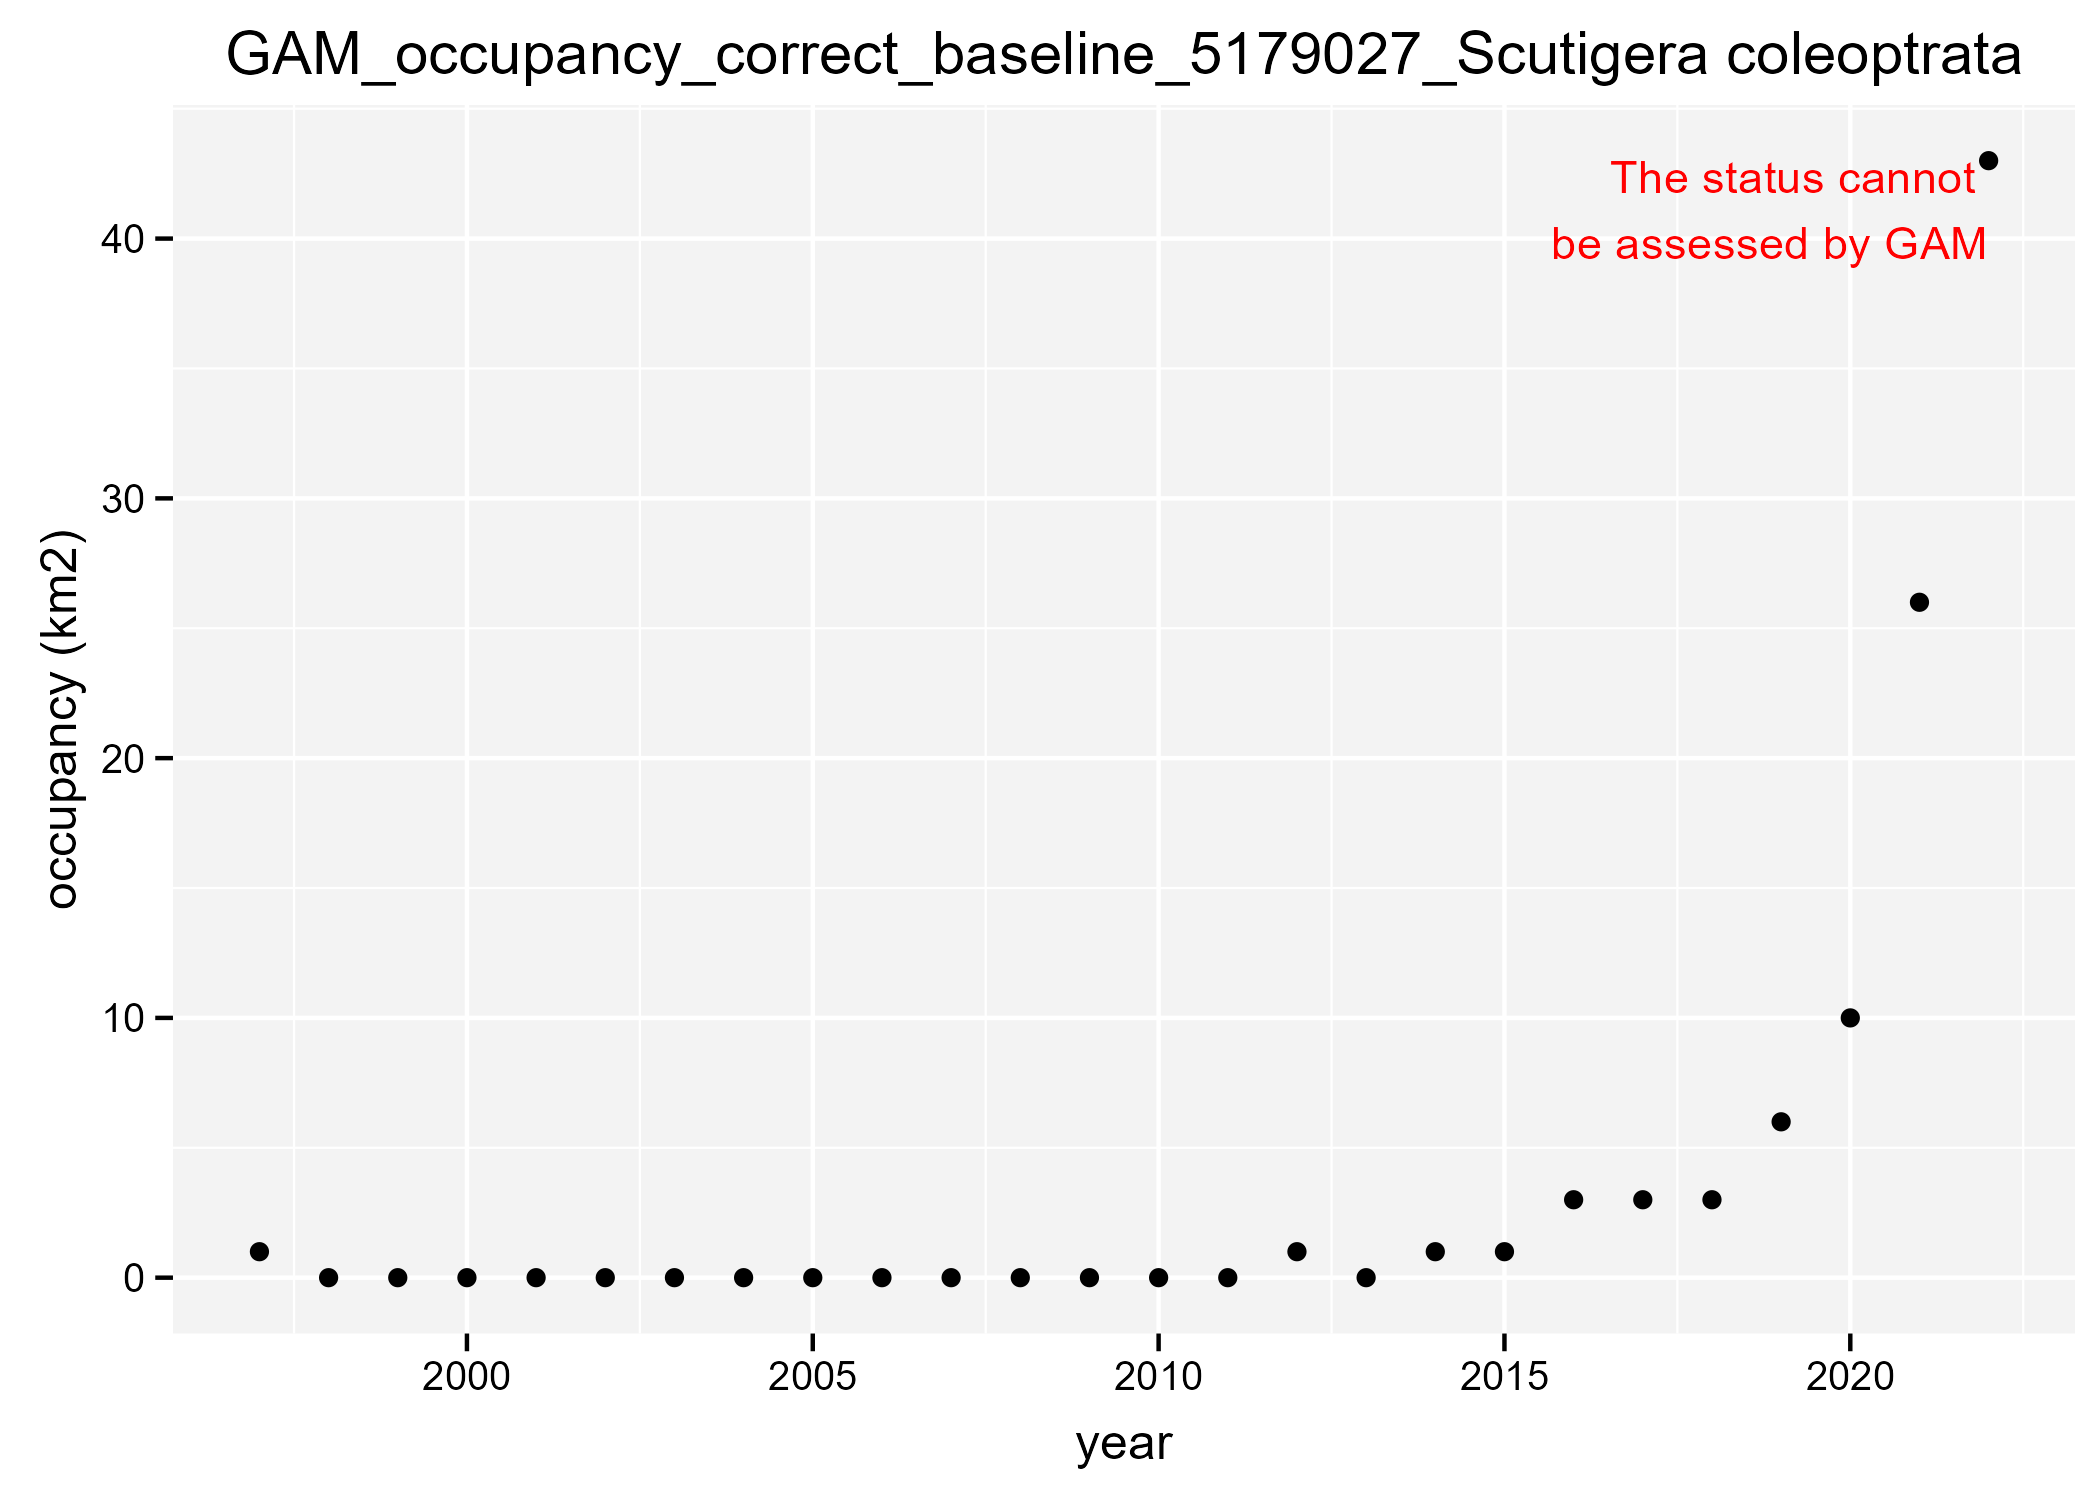 GAM_occupancy_correct_baseline_5179027_Scutigera coleoptrata
The status cannot
be assessed by GAM
40
30
20
10
0
occupancy (km2)
2000 2005 2010 2015 2020
year